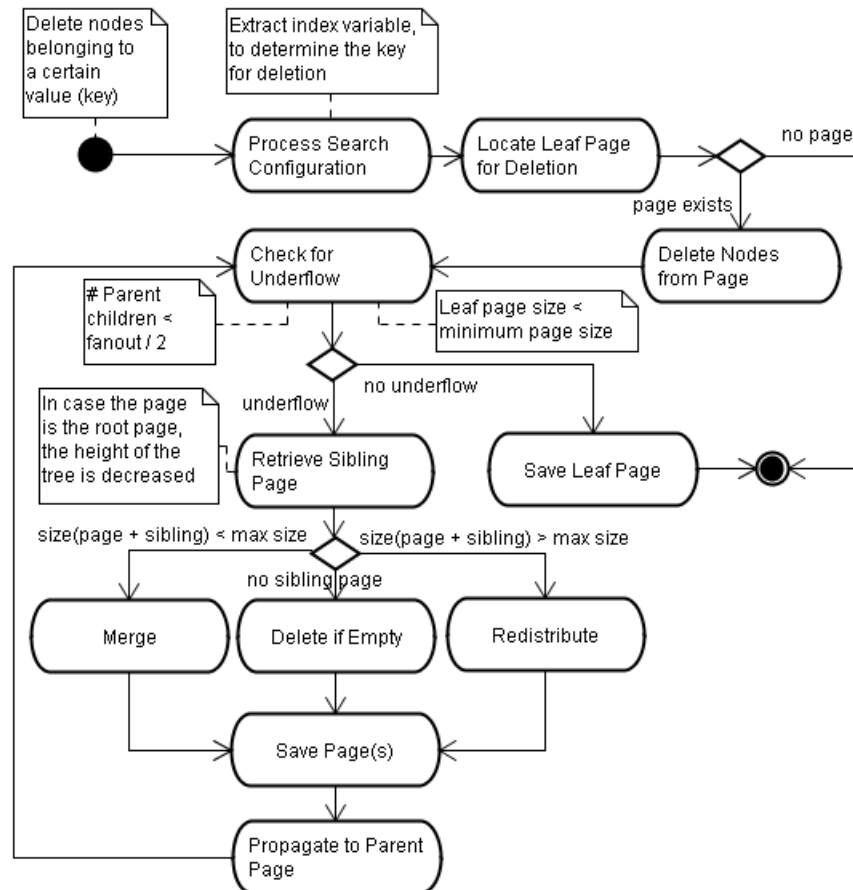 Delete nodes
belonging to
a certain
value (key)
Extract index variable,
to determine the key
for deletion
Process Search
Configuration
Locate Leaf Page
for Deletion
no page
page exists
Check for
Underflow
Delete Nodes
from Page
# Parent
children <
fanout / 2
Leaf page size <
minimum page size
no underflow
underflow
In case the page
is the root page,
the height of the
tree is decreased
Retrieve Sibling
Page
Save Leaf Page
size(page + sibling) < max size
size(page + sibling) > max size
no sibling page
Merge
Delete if Empty
Redistribute
Save Page(s)
Propagate to Parent
Page